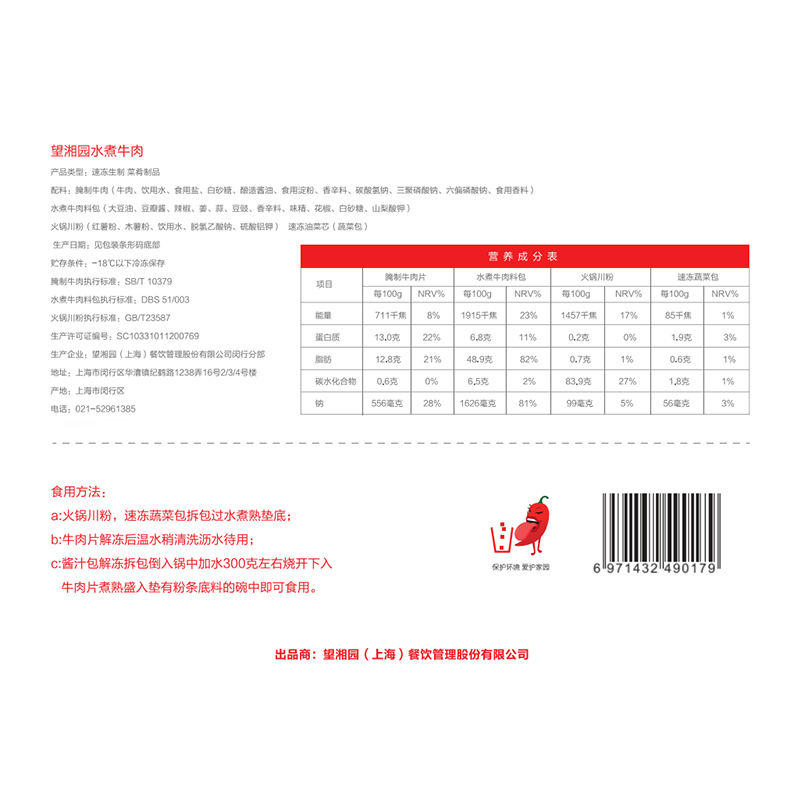 望湘园水煮牛肉
产品类型：速冻生制 菜肴制品
配料：腌制牛肉（牛肉、饮用水、食用盐、白砂糖、酿造酱油、食用淀粉、香辛料、碳酸氢钠、三聚磷酸钠、六偏磷酸钠、食用香料）
水煮牛肉料包（大豆油、豆瓣酱、辣椒、姜、蒜、豆豉、香辛料、味精、花椒、白砂糖、山梨酸钾）
火锅川粉（红薯粉、木薯粉、饮用水、脱氢乙酸钠、硫酸铝钾） 速冻油菜芯（蔬菜包）
生产日期：见包装条形码底部
贮存条件：-18℃以下冷冻保存
腌制牛肉执行标准：SB/T 10379
水煮牛肉料包执行标准：DBS 51/003
火锅川粉执行标准：GB/T23587
生产许可证编号：SC10331011200769
生产企业：望湘园（上海）餐饮管理股份有限公司闵行分部
地址：上海市闵行区华漕镇纪鹤路1238弄16号2/3/4号楼
产地：上海市闵行区
电话：021-52961385
营养成分表
项目 腌制牛肉片 水煮牛肉料包 火锅川粉 速冻蔬菜包
每100g NRV% 每100g NRV% 每100g NRV% 每100g NRV%
能量 711千焦 8% 1915千焦 23% 1457千焦 17% 85千焦 1%
蛋白质 13.0克 22% 6.8克 11% 0.2克 0% 1.9克 3%
脂肪 12.8克 21% 48.9克 82% 0.7克 1% 0.6克 1%
碳水化合物 0.6克 0% 6.5克 2% 83.9克 27% 1.8克 1%
钠 556毫克 28% 1626毫克 81% 99毫克 5% 56毫克 3%
食用方法：
a:火锅川粉，速冻蔬菜包拆包过水煮熟垫底；
b:牛肉片解冻后温水稍清洗沥水待用；
c:酱汁包解冻拆包倒入锅中加水300克左右烧开下入
牛肉片煮熟盛入垫有粉条底料的碗中即可食用。
保护环境 爱护家园
6 971432 490179
出品商：望湘园（上海）餐饮管理股份有限公司